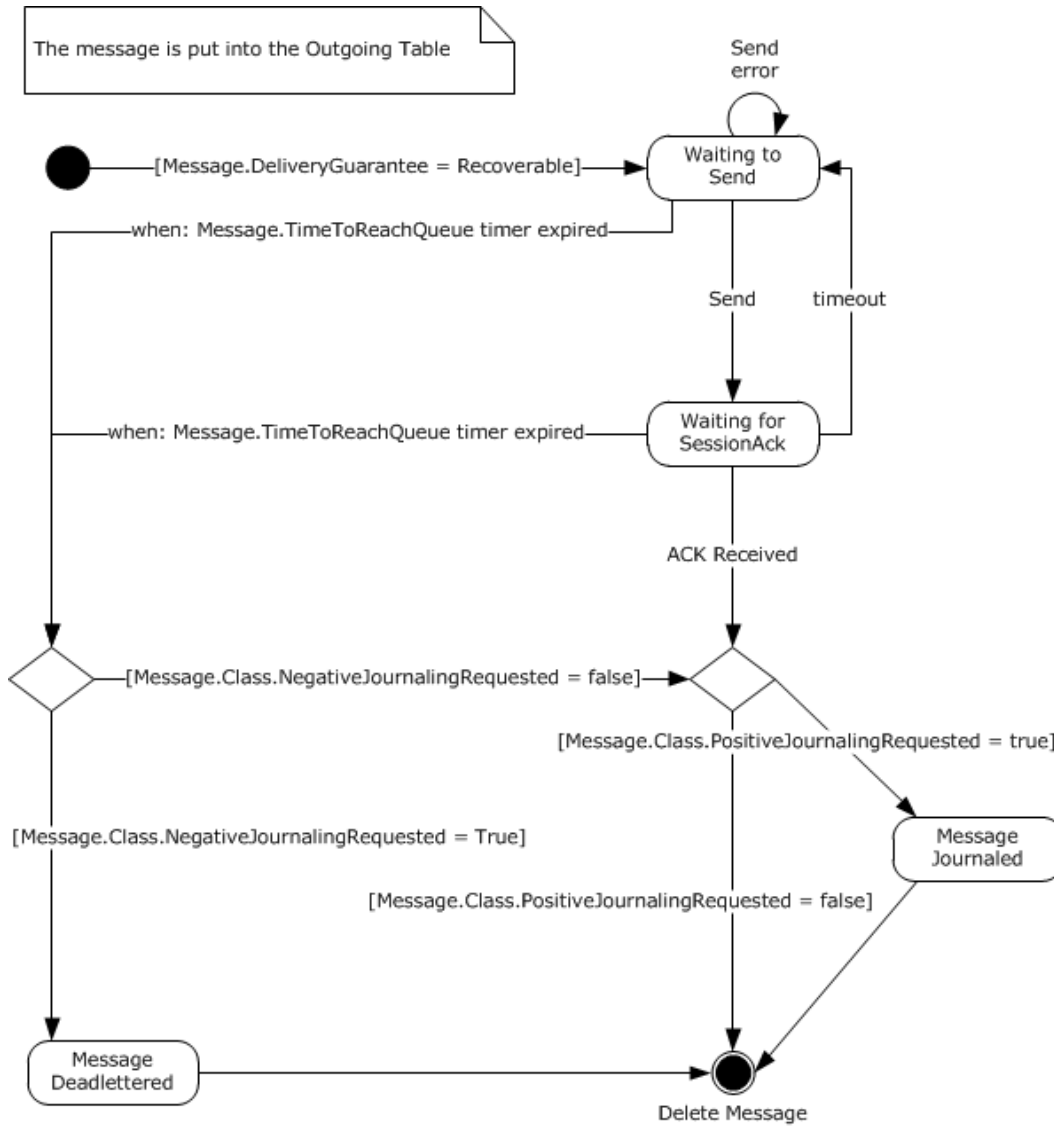 The message is put into the Outgoing Table
Send
error
[Message.DeliveryGuarantee = Recoverable]
Waiting to
Send
when: Message.TimeToReachQueue timer expired
Send
timeout
when: Message.TimeToReachQueue timer expired
Waiting for
SessionAck
ACK Received
[Message.Class.NegativeJournalingRequested = false]
[Message.Class.PositiveJournalingRequested = true]
[Message.Class.NegativeJournalingRequested = True]
Message
Journaled
[Message.Class.PositiveJournalingRequested = false]
Message
Deadlettered
Delete Message